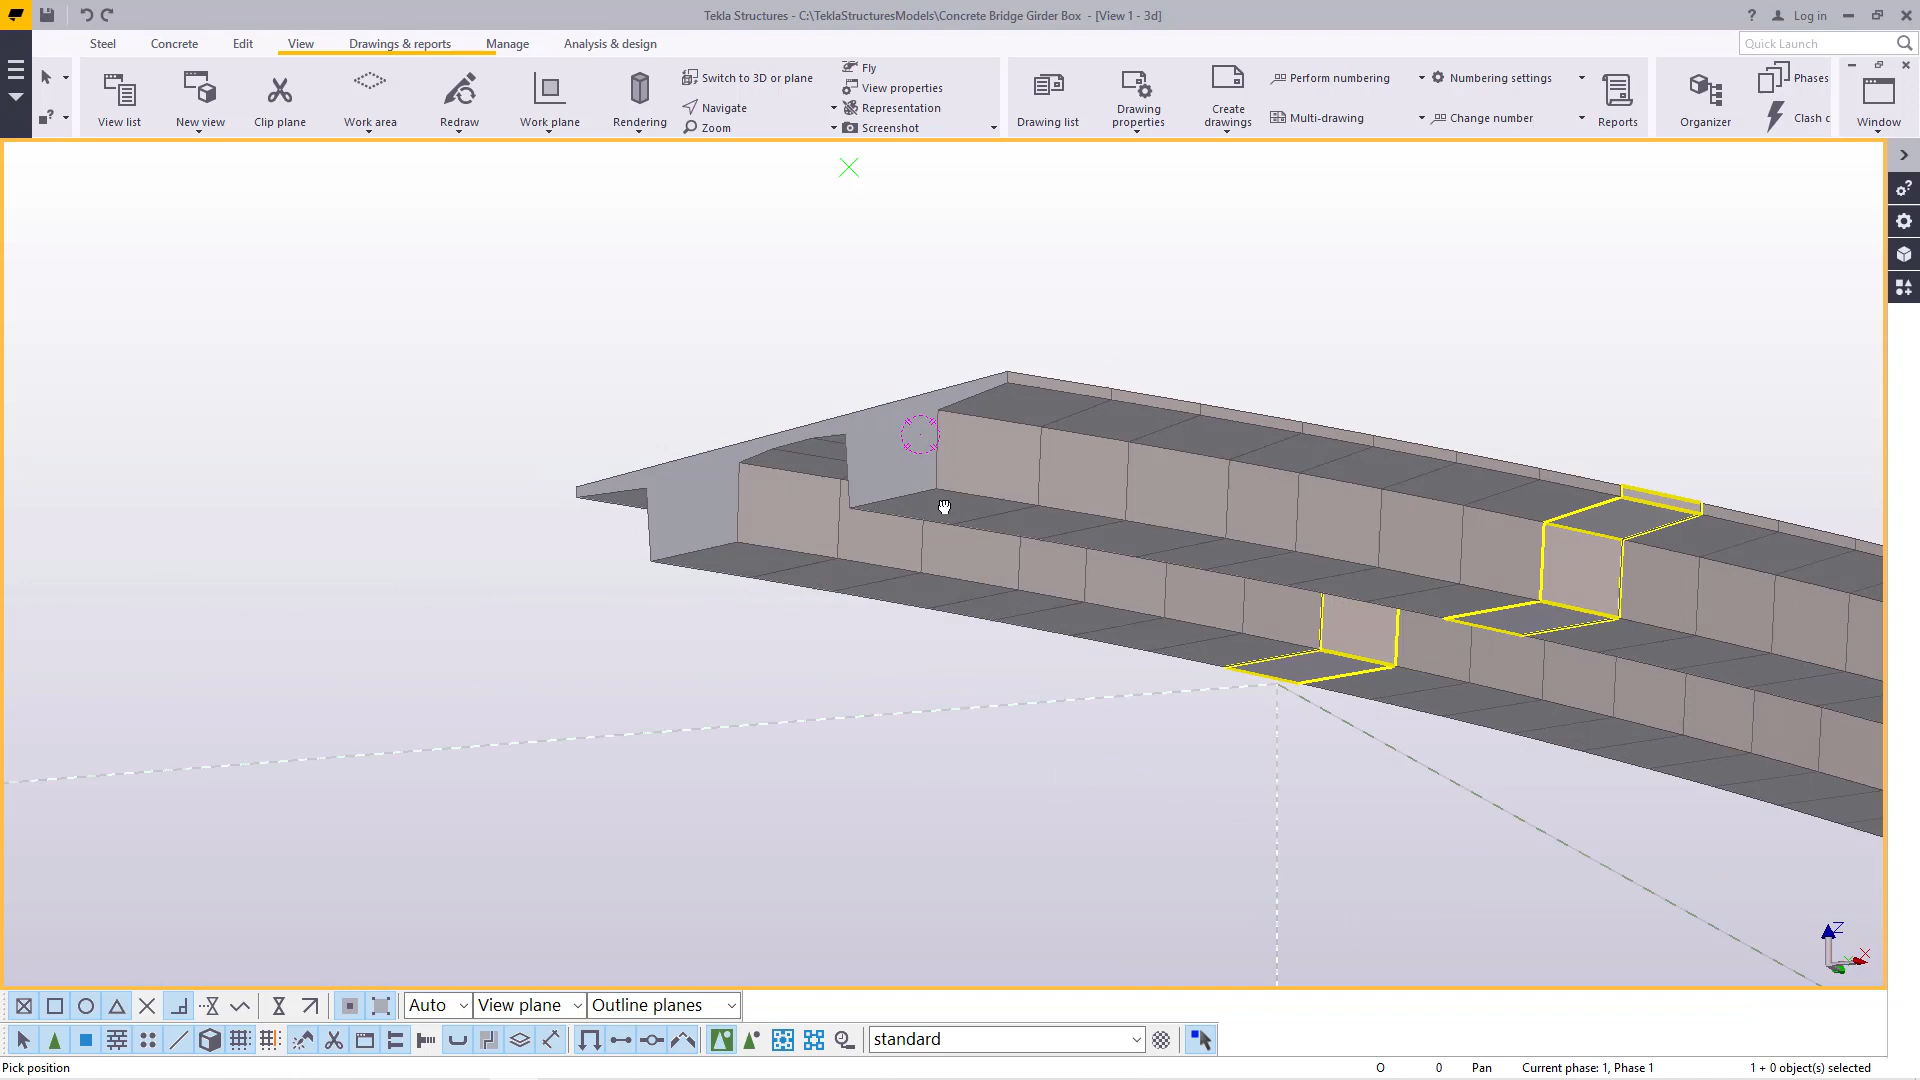 Tekla Structures - C:\TeklaStructuresModels\Concrete Bridge Girder Box - [View 1 - 3d]
? Log in
Steel Concrete Edit View Drawings & reports Manage Analysis & design
Quick Launch
View list
New view
Clip plane
Work area
Redraw
Work plane
Rendering
Switch to 3D or plane
Navigate
Zoom
Fly
View properties
Representation
Screenshot
Drawing list
Drawing properties
Create drawings
Perform numbering
Multi-drawing
Numbering settings
Change number
Reports
Organizer
Phases
Clash c
Window
Z
X
Auto
View plane
Outline planes
standard
Pick position
O 0 Pan Current phase: 1, Phase 1 1 + 0 object(s) selected